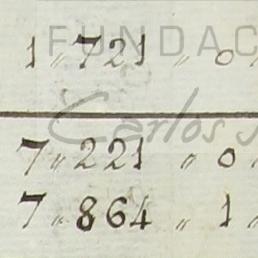 FUNDAC
1 〃 721 〃 0 〃
Carlos
7 〃 221 〃 0 〃
7 〃 864 〃 1 〃